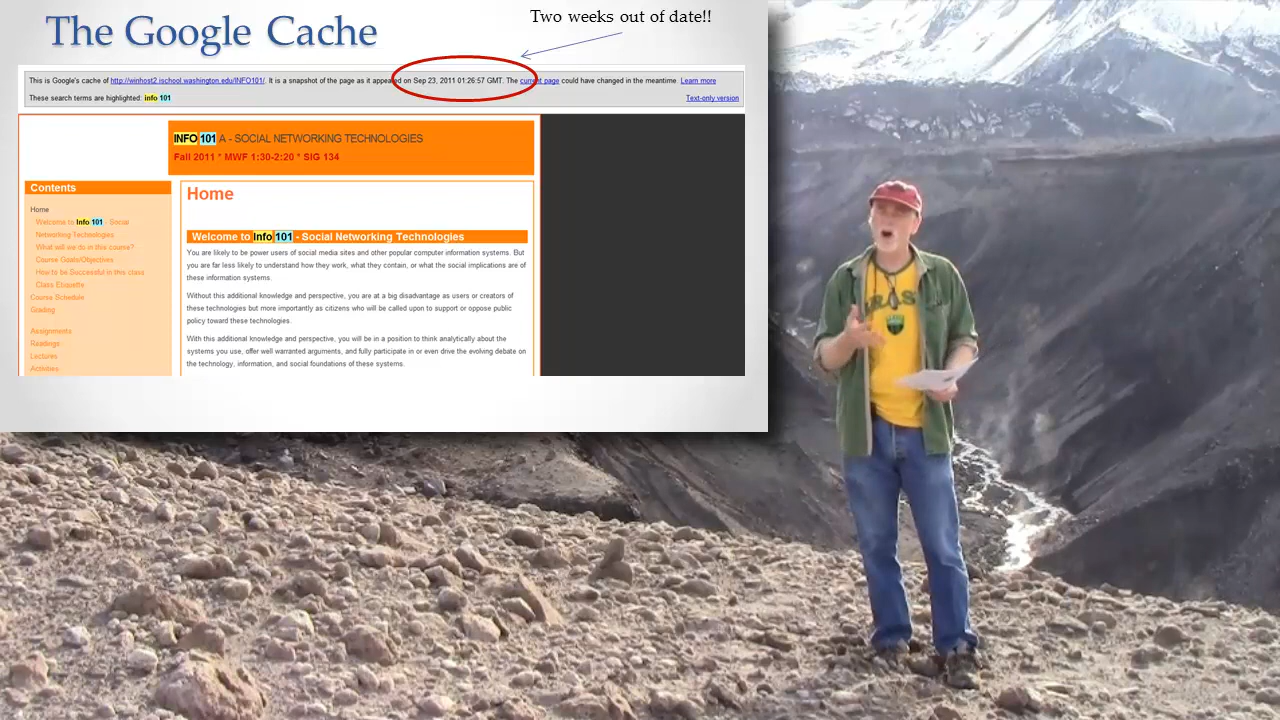 The Google Cache
Two weeks out of date!!
This is Google's cache of http://winhost2.ischool.washington.edu/INFO101/. It is a snapshot of the page as it appeared on Sep 23, 2011 01:26:57 GMT. The current page could have changed in the meantime. Learn more
These search terms are highlighted: info 101
Text-only version
INFO 101 A - SOCIAL NETWORKING TECHNOLOGIES
Fall 2011 * MWF 1:30-2:20 * SIG 134
Contents
Home
Welcome to Info 101 - Social
Networking Technologies
What will we do in this course?
Course Goals/Objectives
How to be Successful in this class
Class Etiquette
Course Schedule
Grading
Assignments
Readings
Lectures
Activities
Home
Welcome to Info 101 - Social Networking Technologies
You are likely to be power users of social media sites and other popular computer information systems. But
you are far less likely to understand how they work, what they contain, or what the social implications are of
these information systems.
Without this additional knowledge and perspective, you are at a big disadvantage as users or creators of
these technologies but more importantly as citizens who will be called upon to support or oppose public
policy toward these technologies.
With this additional knowledge and perspective, you will be in a position to think analytically about the
systems you use, offer well warranted arguments, and fully participate in or even drive the evolving debate on
the technology, information, and social foundations of these systems.